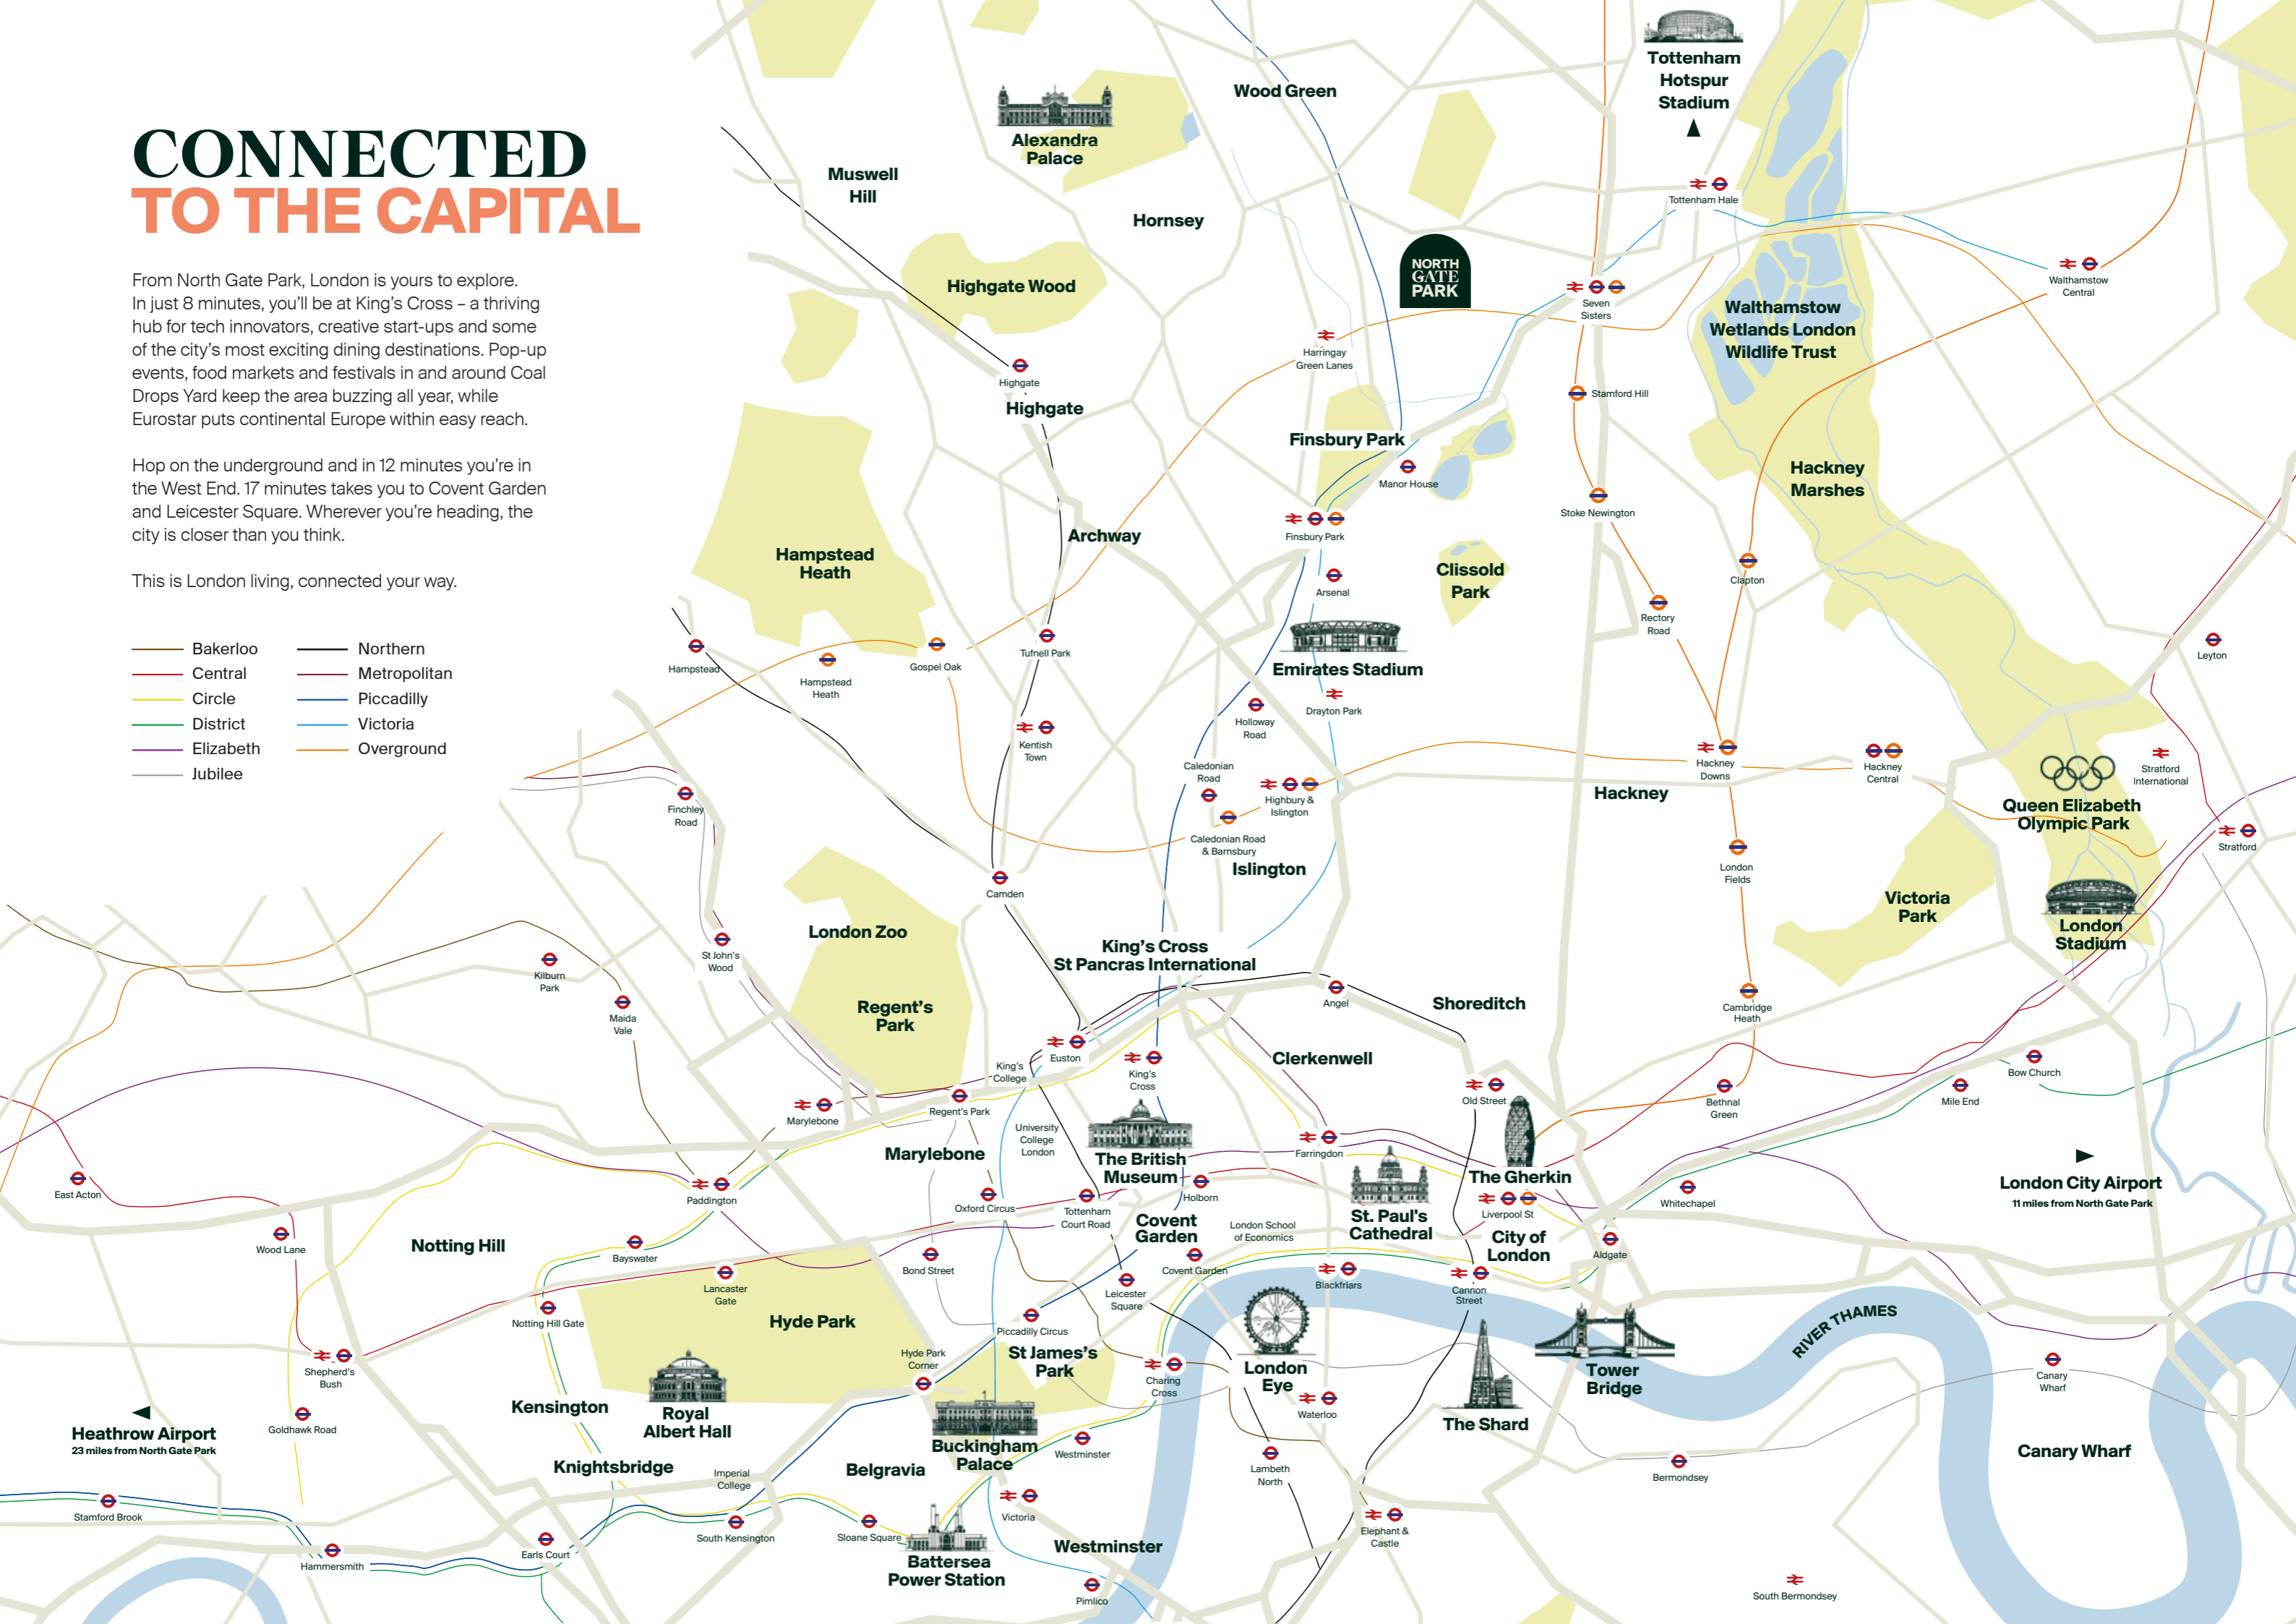 CONNECTED
TO THE CAPITAL
From North Gate Park, London is yours to explore.
In just 8 minutes, you'll be at King's Cross – a thriving
hub for tech innovators, creative start-ups and some
of the city's most exciting dining destinations. Pop-up
events, food markets and festivals in and around Coal
Drops Yard keep the area buzzing all year, while
Eurostar puts continental Europe within easy reach.
Hop on the underground and in 12 minutes you're in
the West End. 17 minutes takes you to Covent Garden
and Leicester Square. Wherever you're heading, the
city is closer than you think.
This is London living, connected your way.
Bakerloo
Central
Circle
District
Elizabeth
Jubilee
Northern
Metropolitan
Piccadilly
Victoria
Overground
Tottenham
Hotspur
Stadium
Wood Green
Alexandra
Palace
Muswell
Hill
Hornsey
Tottenham Hale
NORTH
GATE
PARK
Highgate Wood
Seven
Sisters
Walthamstow
Central
Walthamstow
Wetlands London
Wildlife Trust
Harringay
Green Lanes
Highgate
Highgate
Stamford Hill
Finsbury Park
Manor House
Hackney
Marshes
Stoke Newington
Finsbury Park
Archway
Hampstead
Heath
Arsenal
Clissold
Park
Clapton
Rectory
Road
Hampstead
Hampstead
Heath
Gospel Oak
Tufnell Park
Emirates Stadium
Leyton
Drayton Park
Holloway
Road
Kentish
Town
Caledonian
Road
Highbury &
Islington
Hackney
Downs
Hackney
Central
Stratford
International
Finchley
Road
Hackney
Queen Elizabeth
Olympic Park
Caledonian Road
& Barnsbury
Islington
Stratford
London
Fields
Camden
Victoria
Park
London
Stadium
London Zoo
St John's
Wood
King's Cross
St Pancras International
Kilburn
Park
Maida
Vale
Regent's
Park
Angel
Shoreditch
Cambridge
Heath
Euston
King's
College
King's
Cross
Clerkenwell
Bow Church
Mile End
Bethnal
Green
Old Street
Regent's Park
Marylebone
University
College
London
Marylebone
The British
Museum
Farringdon
The Gherkin
London City Airport
11 miles from North Gate Park
East Acton
Paddington
Oxford Circus
Tottenham
Court Road
Holborn
St. Paul's
Cathedral
Liverpool St
Whitechapel
Covent
Garden
London School
of Economics
City of
London
Aldgate
Wood Lane
Notting Hill
Bayswater
Bond Street
Covent Garden
Lancaster
Gate
Leicester
Square
Blackfriars
Cannon
Street
Notting Hill Gate
Hyde Park
Piccadilly Circus
RIVER THAMES
Shepherd's
Bush
Hyde Park
Corner
St James's
Park
Charing
Cross
London
Eye
Tower
Bridge
Canary
Wharf
Kensington
Royal
Albert Hall
Waterloo
The Shard
Goldhawk Road
Heathrow Airport
23 miles from North Gate Park
Buckingham
Palace
Westminster
Canary Wharf
Knightsbridge
Imperial
College
Belgravia
Lambeth
North
Bermondsey
Stamford Brook
Victoria
South Kensington
Sloane Square
Elephant &
Castle
Hammersmith
Earls Court
Battersea
Power Station
Westminster
Pimlico
South Bermondsey